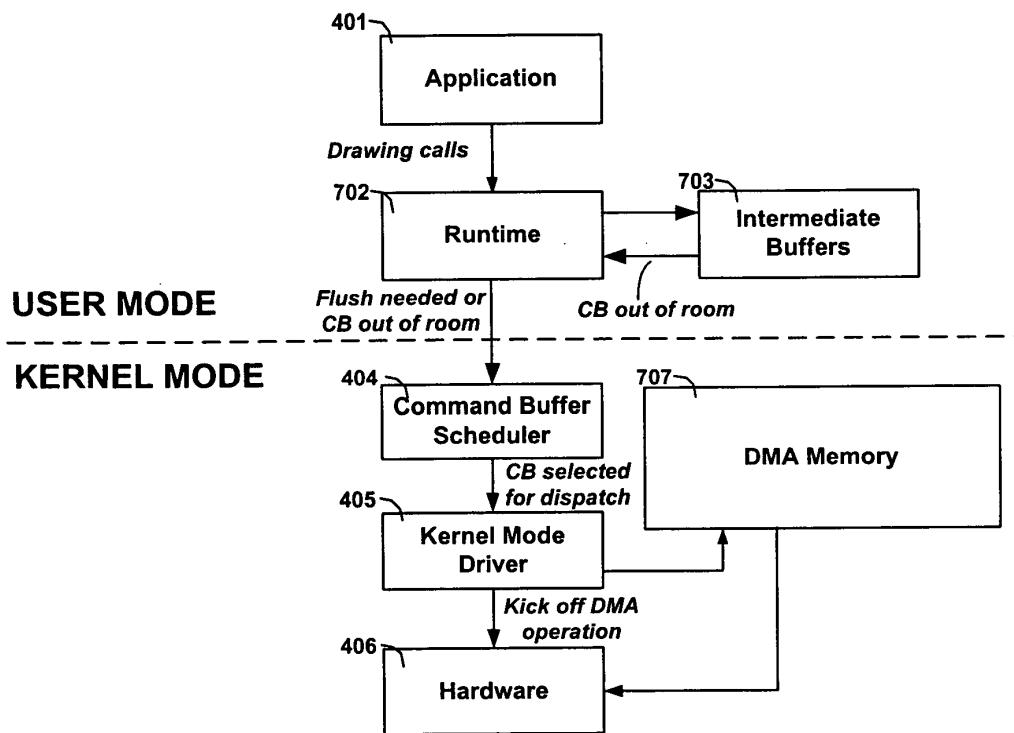 401
Application
Drawing calls
702
Runtime
703
Intermediate
Buffers
CB out of room
Flush needed or
CB out of room
USER MODE
KERNEL MODE
404
Command Buffer
Scheduler
CB selected
for dispatch
707
DMA Memory
405
Kernel Mode
Driver
Kick off DMA
operation
406
Hardware